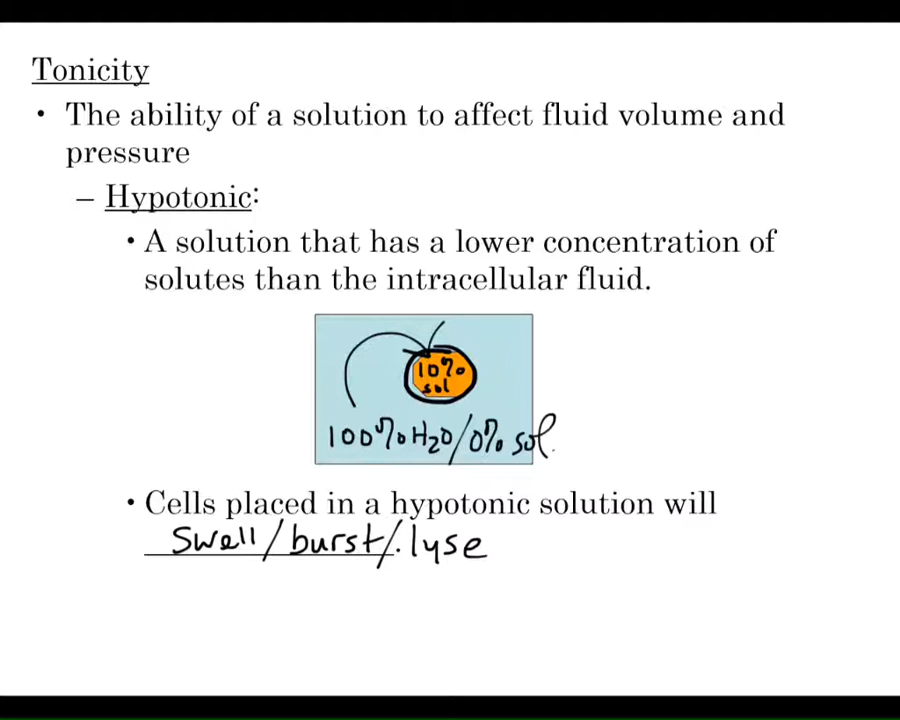 Tonicity
• The ability of a solution to affect fluid volume and
pressure
– Hypotonic:
• A solution that has a lower concentration of
solutes than the intracellular fluid.
10%
sol
100% H2O/0% sol.
• Cells placed in a hypotonic solution will
swell/burst/.lyse